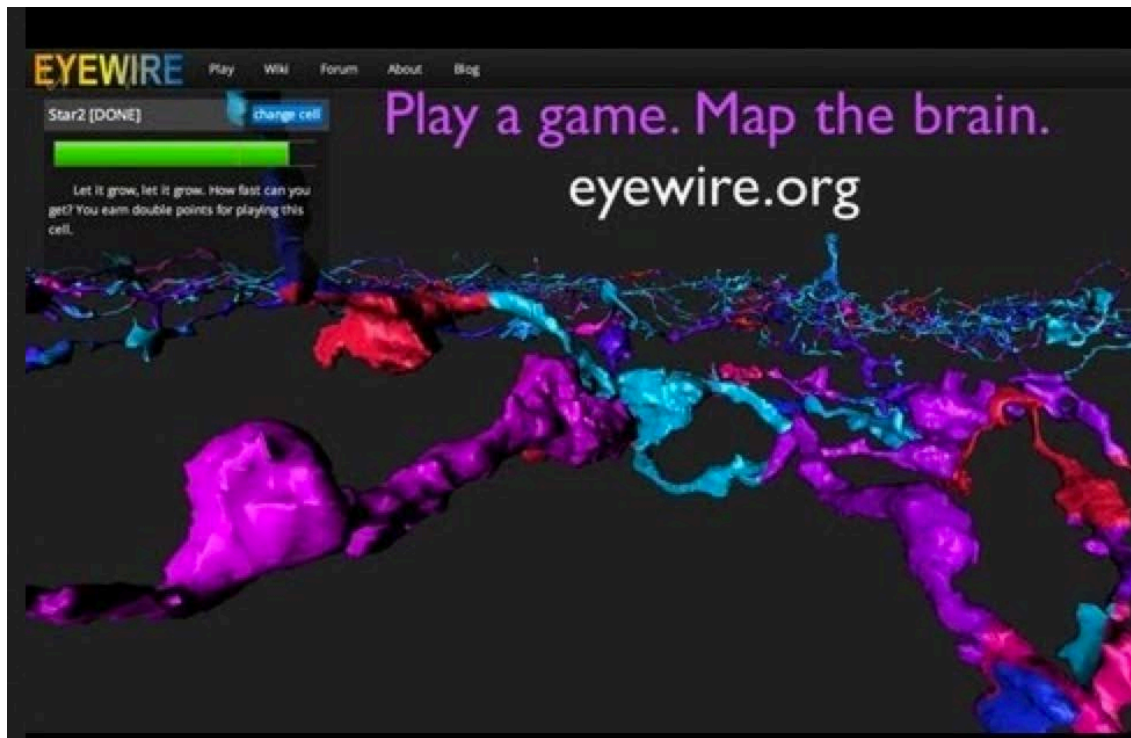 EYEWIRE Play Wiki Forum About Blog
Star2 [DONE] change cell
Play a game. Map the brain.
eyewire.org
Let it grow, let it grow. How fast can you
get? You earn double points for playing this
cell.